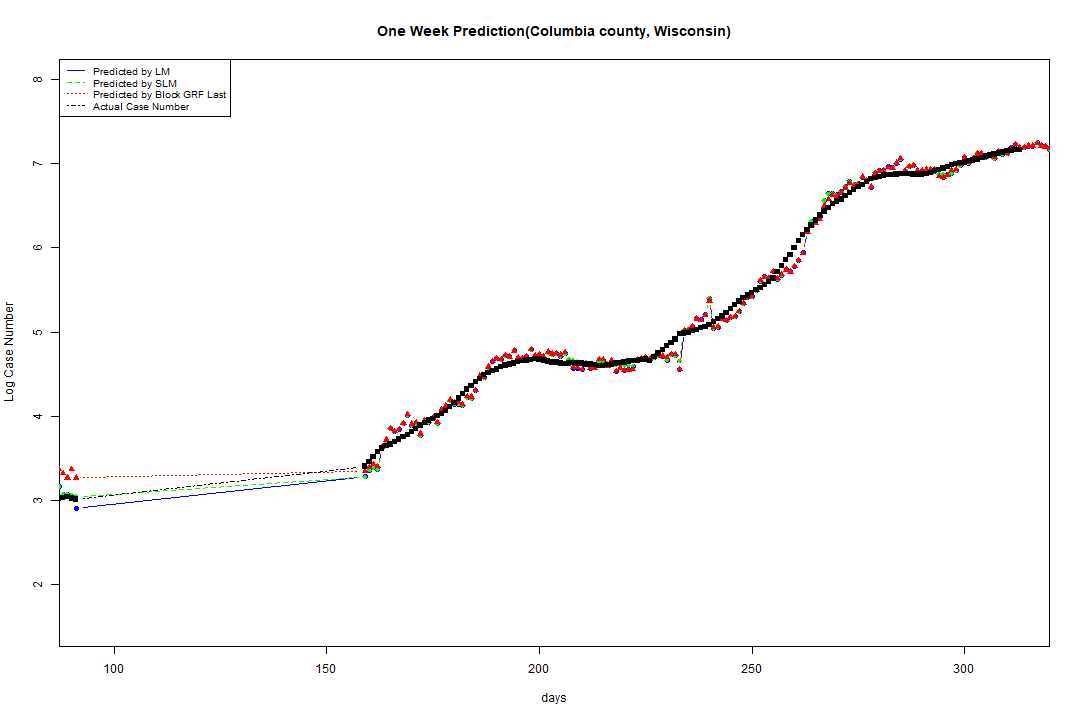 One Week Prediction(Columbia county, Wisconsin)
Predicted by LM
Predicted by SLM
Predicted by Block GRF Last
Actual Case Number
8
7
6
5
4
3
2
Log Case Number
100 150 200 250 300
days